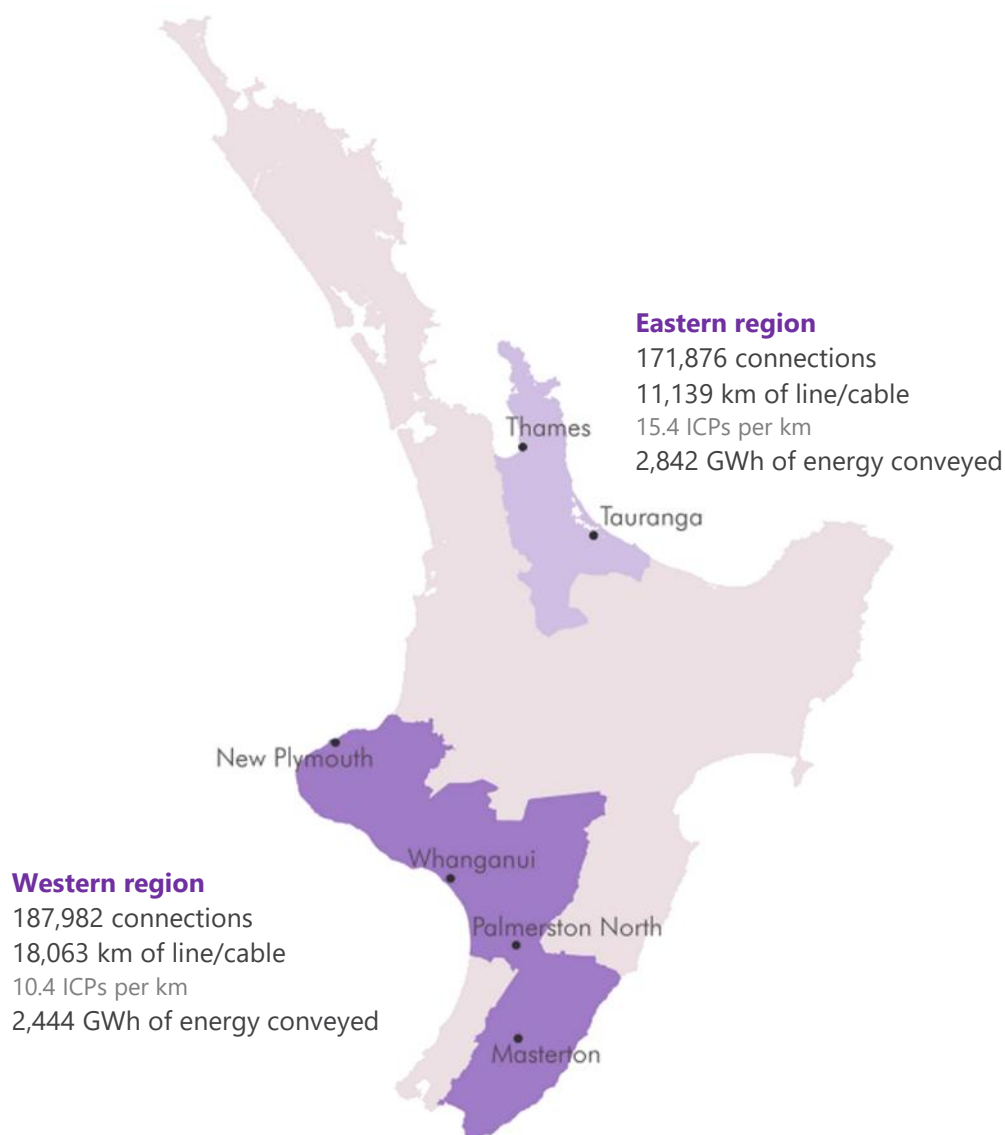 Eastern region
171,876 connections
11,139 km of line/cable
15.4 ICPs per km
2,842 GWh of energy conveyed
Thames
Tauranga
New Plymouth
Whanganui
Western region
187,982 connections
18,063 km of line/cable
10.4 ICPs per km
2,444 GWh of energy conveyed
Palmerston North
Masterton